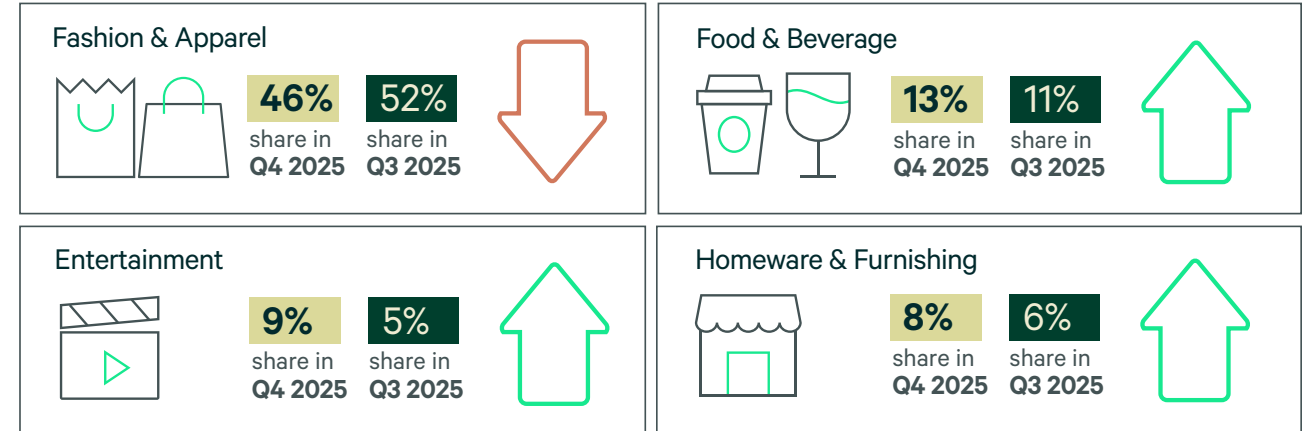 Fashion & Apparel
46% 52%
share in share in
Q4 2025 Q3 2025
Food & Beverage
13% 11%
share in share in
Q4 2025 Q3 2025
Entertainment
9% 5%
share in share in
Q4 2025 Q3 2025
Homeware & Furnishing
8% 6%
share in share in
Q4 2025 Q3 2025